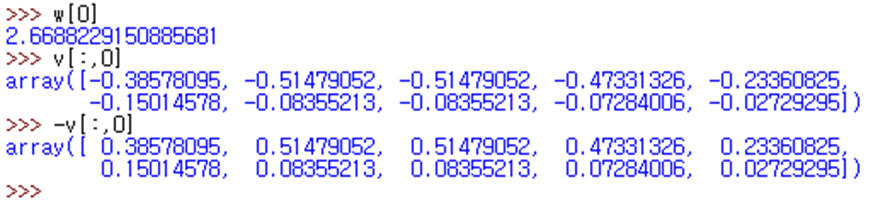 >>> w[0]
2.6688229150885681
>>> v[:,0]
array([-0.38578095, -0.51479052, -0.51479052, -0.47331326, -0.23360825,
       -0.15014578, -0.08355213, -0.08355213, -0.07284006, -0.02729295])
>>> -v[:,0]
array([ 0.38578095,  0.51479052,  0.51479052,  0.47331326,  0.23360825,
        0.15014578,  0.08355213,  0.08355213,  0.07284006,  0.02729295])
>>>